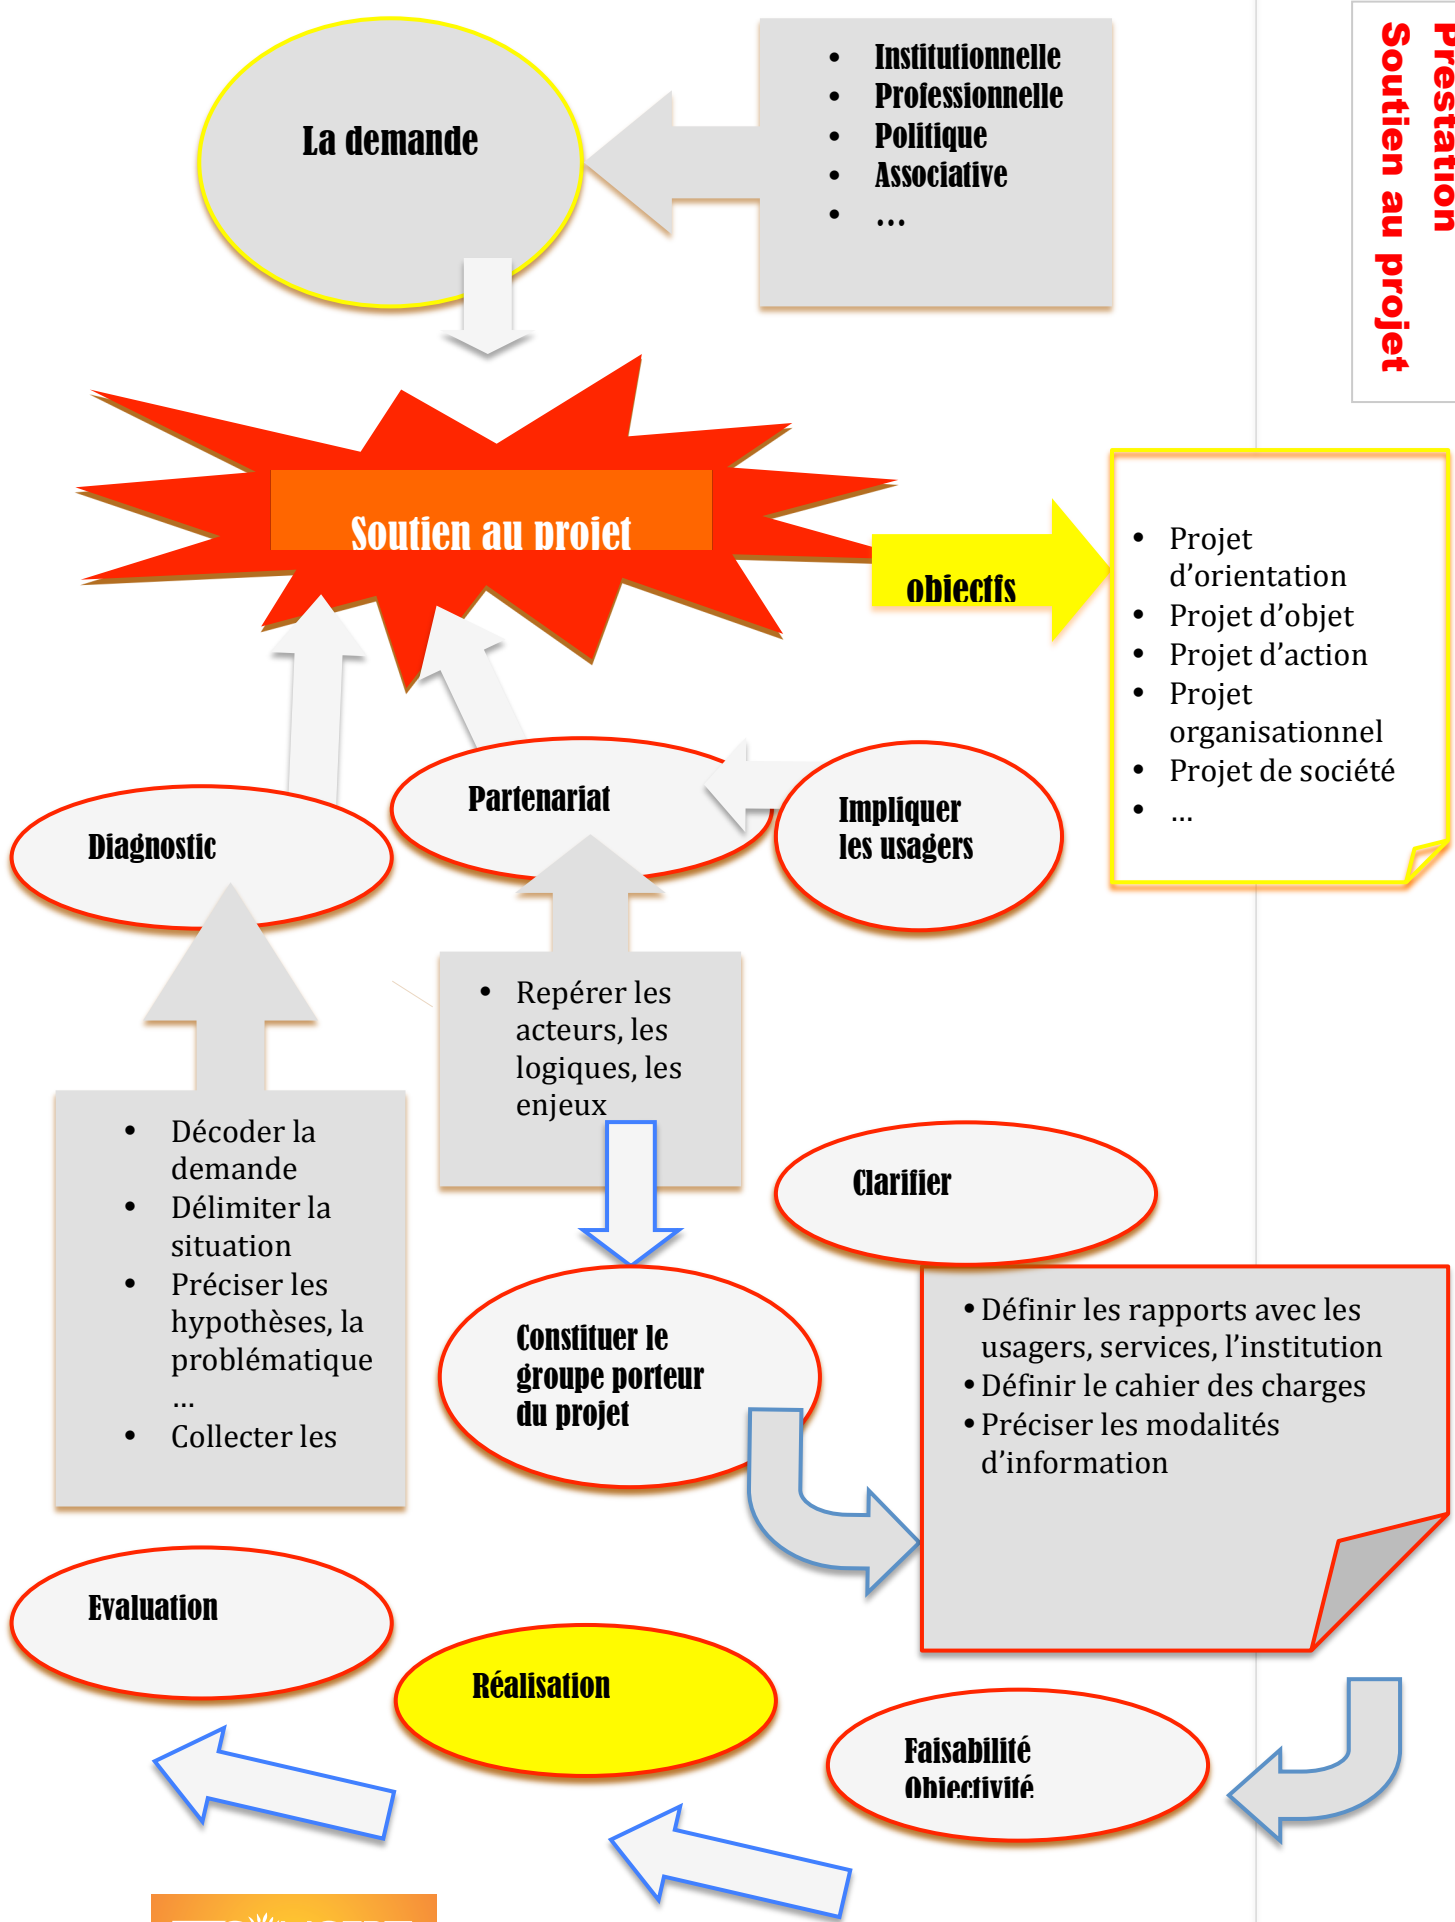 Prestation
Soutien au projet
La demande
• Institutionnelle
• Professionnelle
• Politique
• Associative
• ...
Soutien au projet
objectfs
• Projet
d’orientation
• Projet d’objet
• Projet d’action
• Projet
organisationnel
• Projet de société
• ...
Diagnostic
Partenariat
Impliquer
les usagers
• Repérer les
acteurs, les
logiques, les
enjeux
• Décoder la
demande
• Délimiter la
situation
• Préciser les
hypothèses, la
problématique
...
• Collecter les
Clarifier
Constituer le
groupe porteur
du projet
• Définir les rapports avec les
usagers, services, l’institution
• Définir le cahier des charges
• Préciser les modalités
d’information
Evaluation
Réalisation
Faisabilité
Objectivité